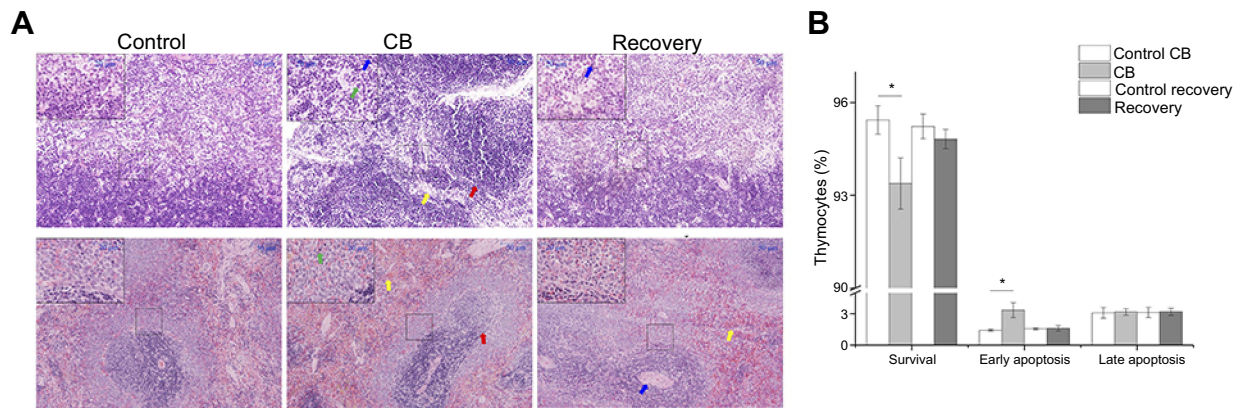 A
B
Control
CB
Recovery
Control CB
CB
Control recovery
Recovery
Thymocytes (%)
96
93
90
3
0
*
*
Survival
Early apoptosis
Late apoptosis